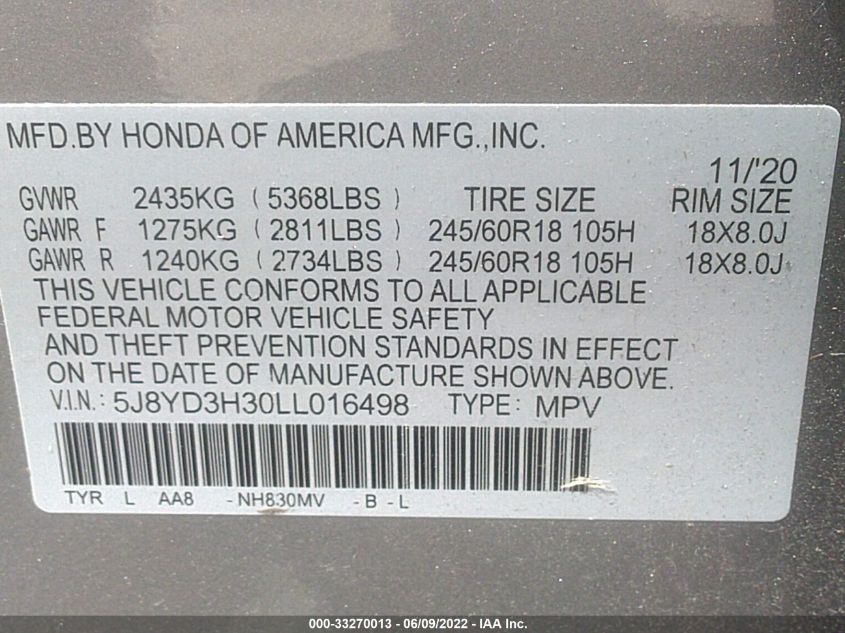 MFD.BY HONDA OF AMERICA MFG.,INC.
11/'20
GVWR 2435KG ( 5368LBS ) TIRE SIZE RIM SIZE
GAWR F 1275KG ( 2811LBS ) 245/60R18 105H 18X8.0J
GAWR R 1240KG ( 2734LBS ) 245/60R18 105H 18X8.0J
THIS VEHICLE CONFORMS TO ALL APPLICABLE
FEDERAL MOTOR VEHICLE SAFETY
AND THEFT PREVENTION STANDARDS IN EFFECT
ON THE DATE OF MANUFACTURE SHOWN ABOVE.
V.I.N.: 5J8YD3H30LL016498 TYPE: MPV
TYR L AA8 -NH830MV -B -L
000-33270013 - 06/09/2022 - IAA Inc.